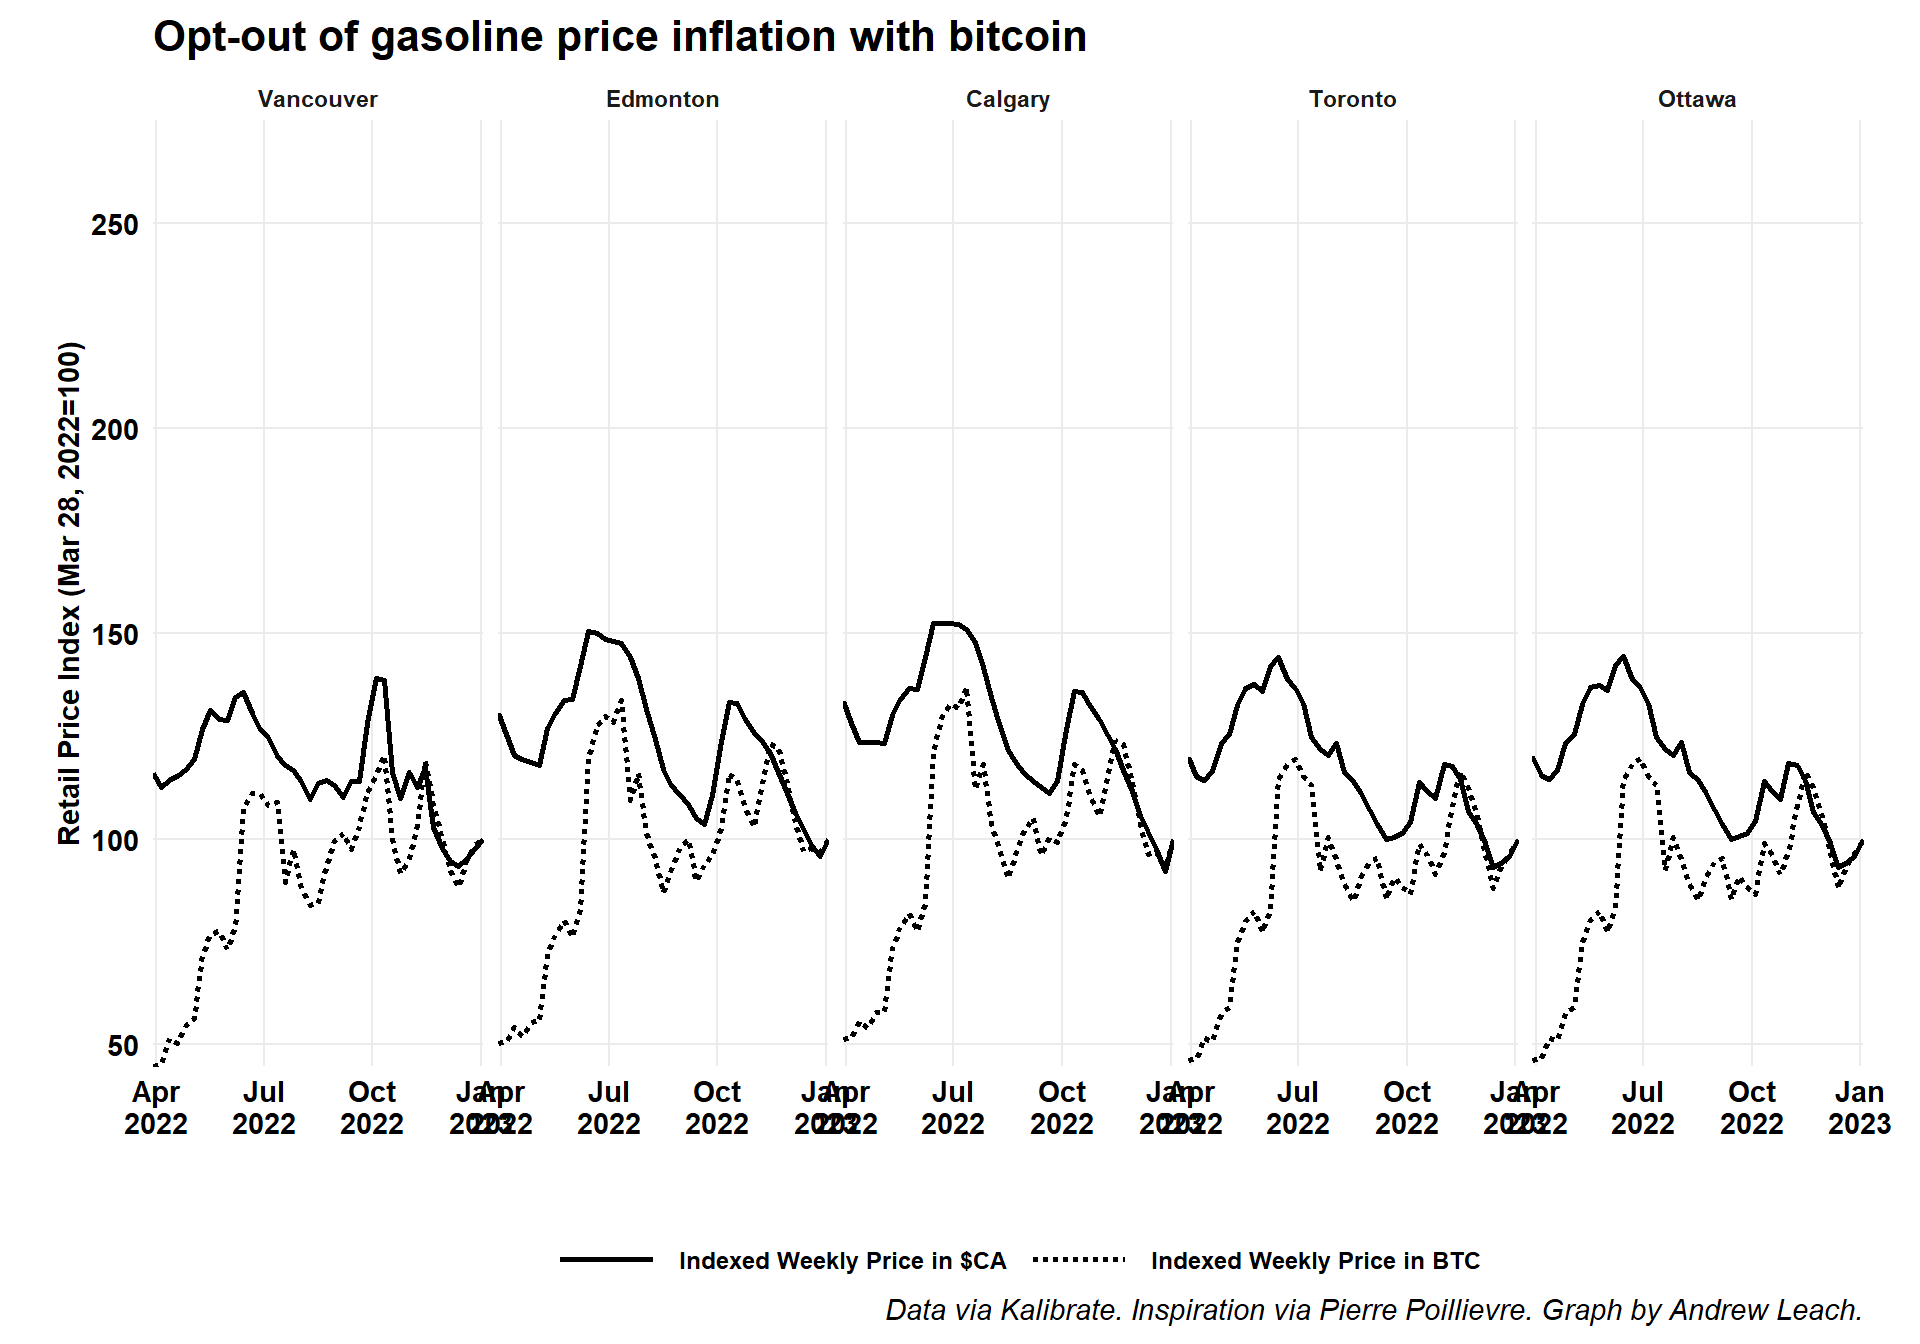 Opt-out of gasoline price inflation with bitcoin
Vancouver Edmonton Calgary Toronto Ottawa
Retail Price Index (Mar 28, 2022=100)
250
200
150
100
50
Apr Jul Oct Jan Apr Jul Oct Jan Apr Jul Oct Jan Apr Jul Oct Jan Apr Jul Oct Jan
2022 2022 2022 2023 2022 2022 2022 2023 2022 2022 2022 2023 2022 2022 2022 2023 2022 2022 2022 2023
Indexed Weekly Price in $CA Indexed Weekly Price in BTC
Data via Kalibrate. Inspiration via Pierre Poillievre. Graph by Andrew Leach.